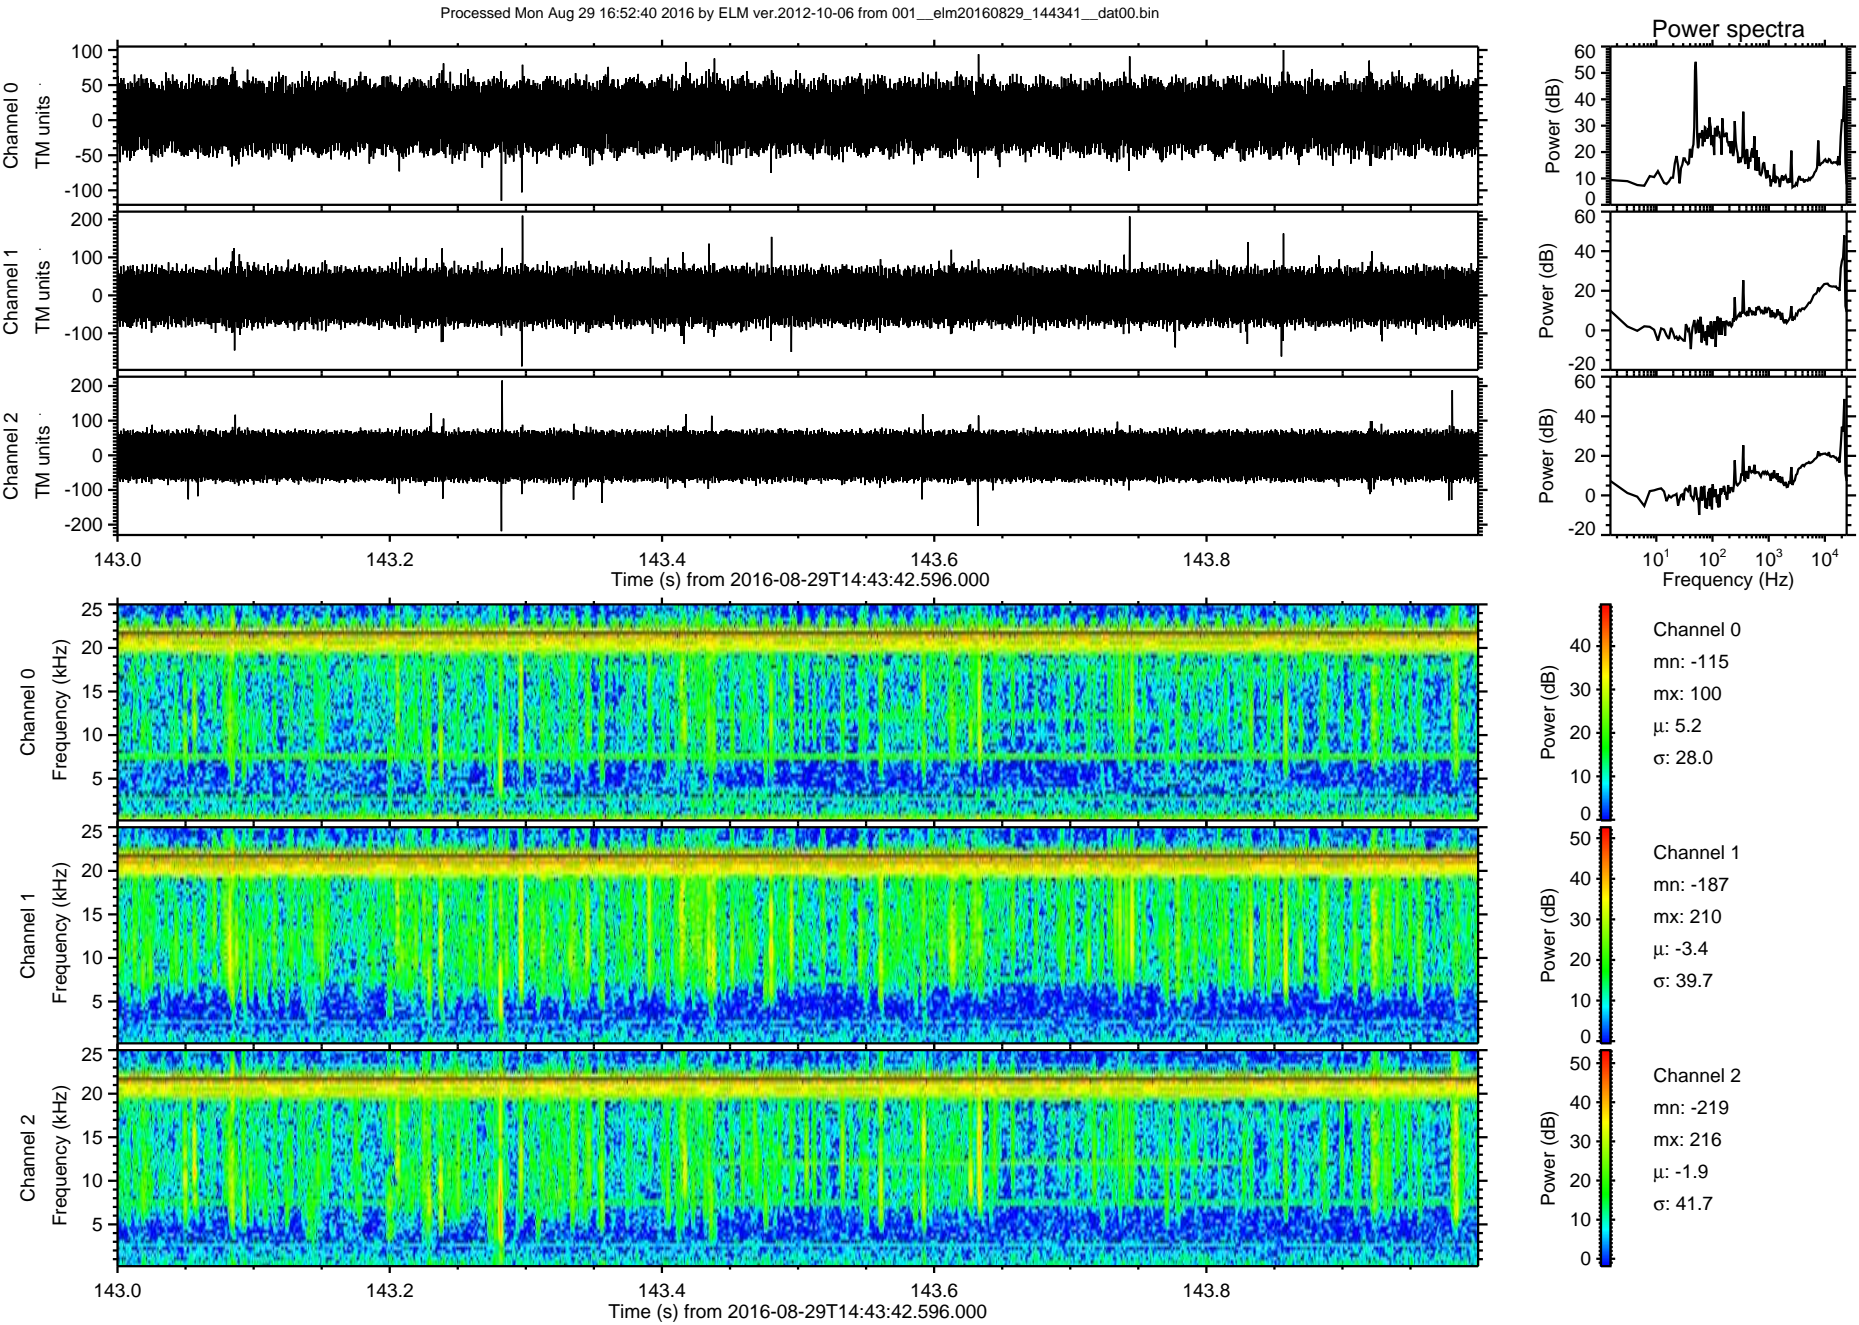 Processed Mon Aug 29 16:52:40 2016 by ELM ver.2012-10-06 from 001__elm20160829_144341__dat00.bin
Power spectra
Channel 0
TM units
100
50
0
-50
-100
Power (dB)
60
50
40
30
20
10
0
Channel 1
TM units
200
100
0
-100
Power (dB)
60
40
20
0
-20
Channel 2
TM units
200
100
0
-100
-200
Power (dB)
60
40
20
0
-20
143.0 143.2 143.4 143.6 143.8
Time (s) from 2016-08-29T14:43:42.596.000
10¹ 10² 10³ 10⁴
Frequency (Hz)
Channel 0
Frequency (kHz)
25
20
15
10
5
Power (dB)
40
30
20
10
0
Channel 0
mn: -115
mx: 100
μ: 5.2
σ: 28.0
Channel 1
Frequency (kHz)
25
20
15
10
5
Power (dB)
50
40
30
20
10
0
Channel 1
mn: -187
mx: 210
μ: -3.4
σ: 39.7
Channel 2
Frequency (kHz)
25
20
15
10
5
Power (dB)
50
40
30
20
10
0
Channel 2
mn: -219
mx: 216
μ: -1.9
σ: 41.7
143.0 143.2 143.4 143.6 143.8
Time (s) from 2016-08-29T14:43:42.596.000